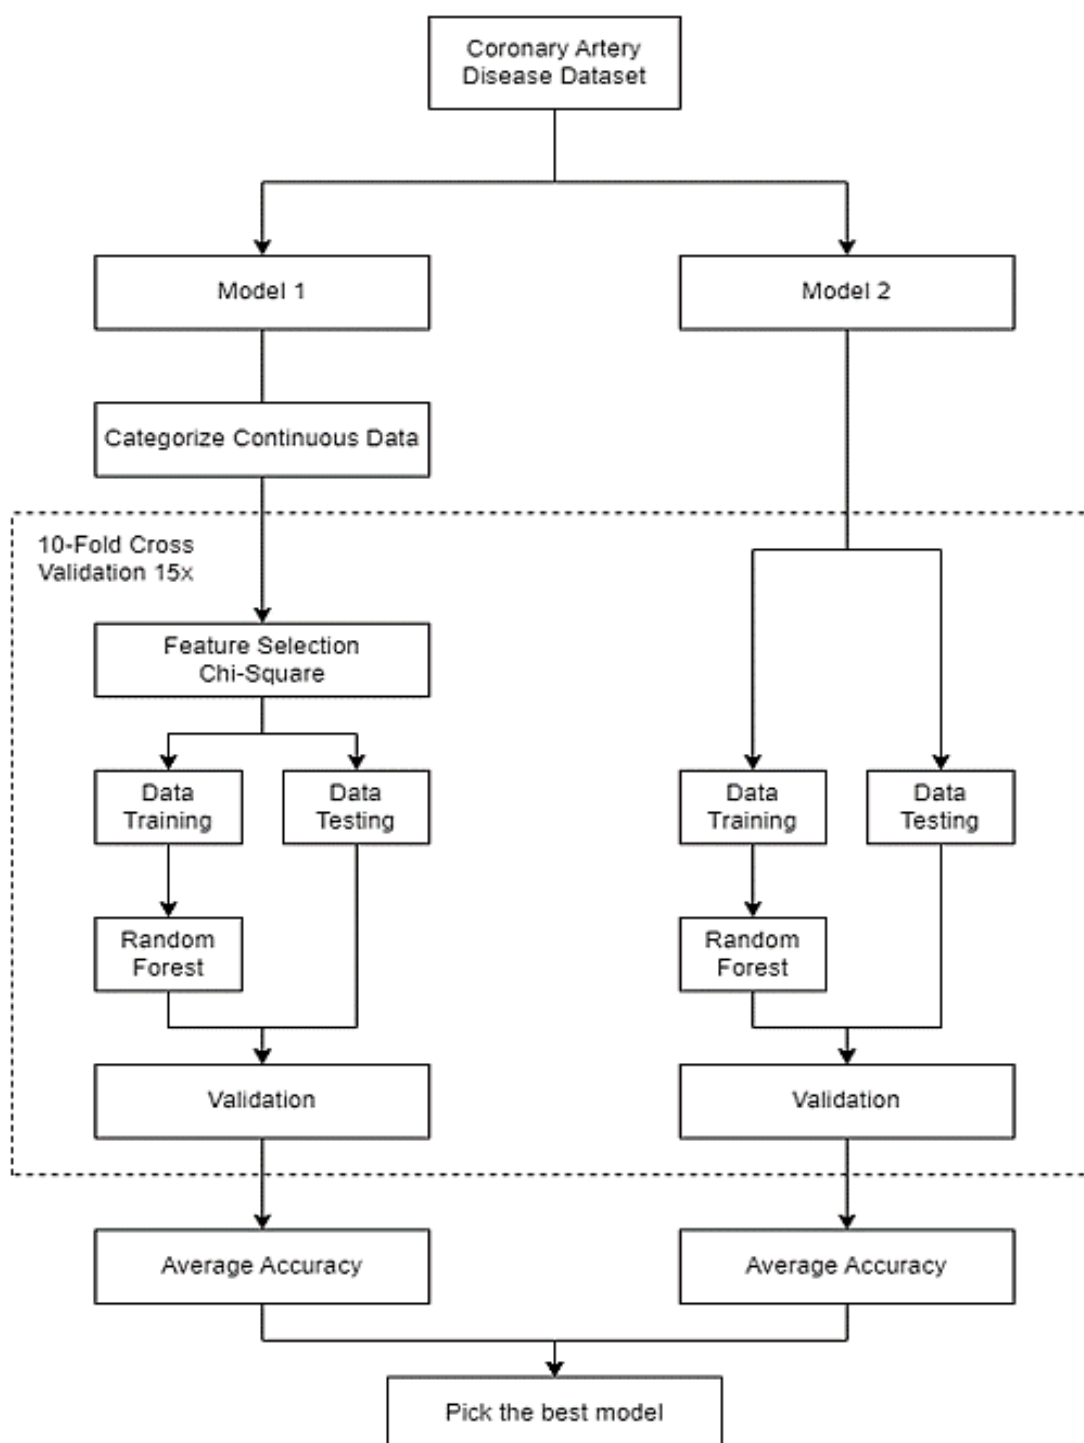 Coronary Artery
Disease Dataset
Model 1
Model 2
Categorize Continuous Data
10-Fold Cross
Validation 15x
Feature Selection
Chi-Square
Data
Training
Data
Testing
Data
Training
Data
Testing
Random
Forest
Random
Forest
Validation
Validation
Average Accuracy
Average Accuracy
Pick the best model